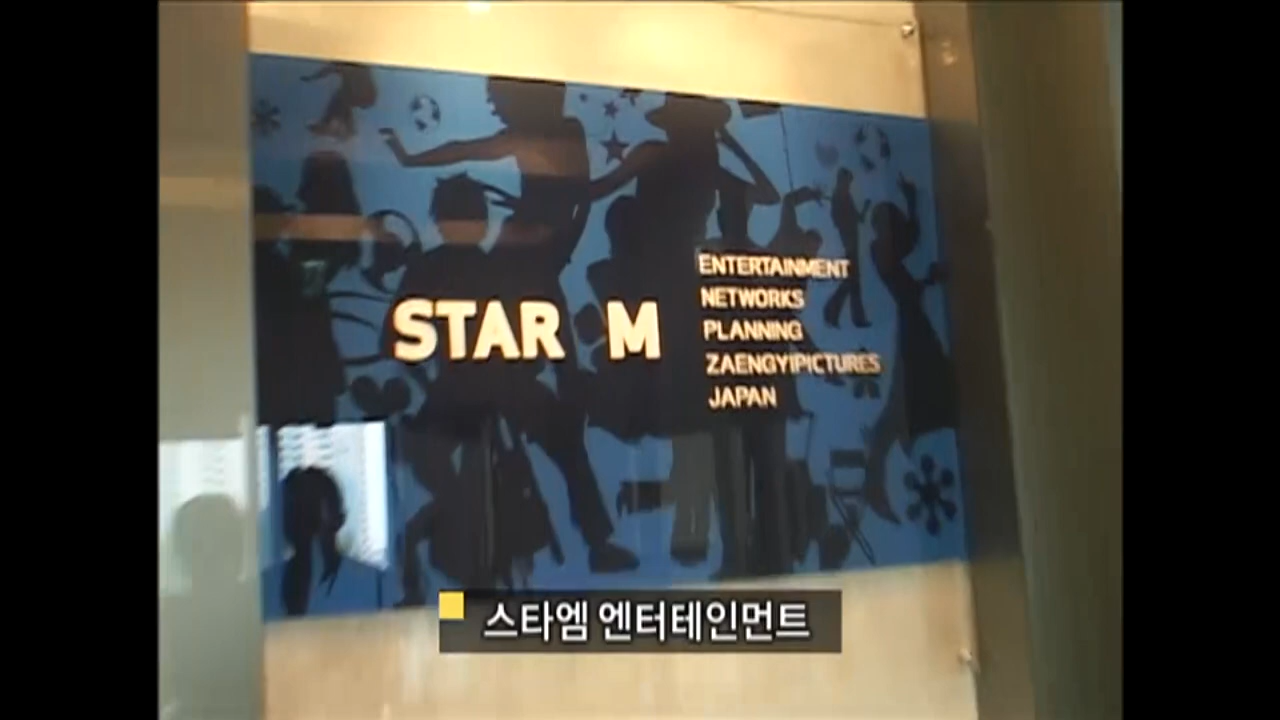 STAR M
ENTERTAINMENT
NETWORKS
PLANNING
ZAENGYIPICTURES
JAPAN
스타엠 엔터테인먼트